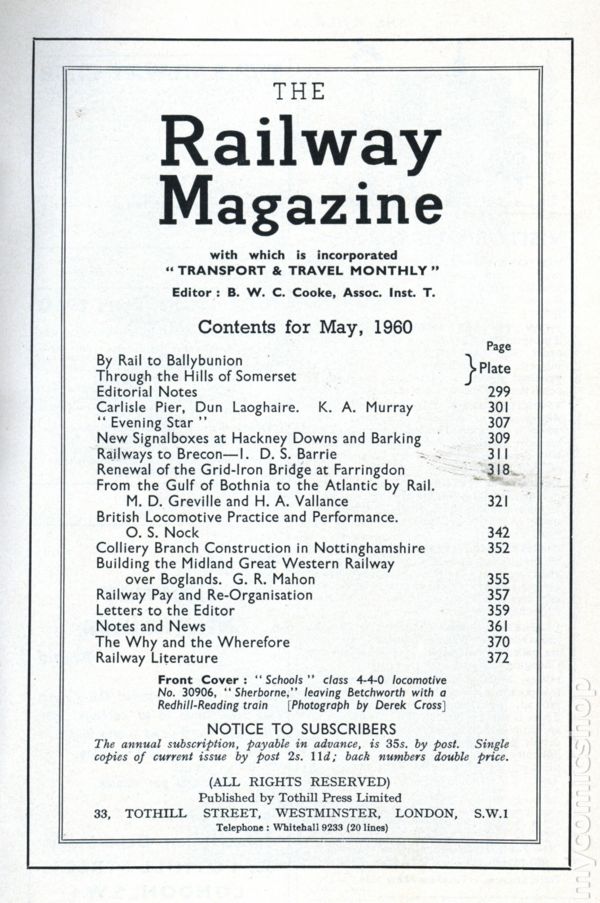 THE
Railway
Magazine
with which is incorporated
"TRANSPORT & TRAVEL MONTHLY"
Editor : B. W. C. Cooke, Assoc. Inst. T.
Contents for May, 1960
Page
By Rail to Ballybunion
Through the Hills of Somerset } Plate
Editorial Notes 299
Carlisle Pier, Dun Laoghaire. K. A. Murray 301
"Evening Star" 307
New Signalboxes at Hackney Downs and Barking 309
Railways to Brecon—I. D. S. Barrie 311
Renewal of the Grid-Iron Bridge at Farringdon 318
From the Gulf of Bothnia to the Atlantic by Rail.
M. D. Greville and H. A. Vallance 321
British Locomotive Practice and Performance.
O. S. Nock 342
Colliery Branch Construction in Nottinghamshire 352
Building the Midland Great Western Railway
over Boglands. G. R. Mahon 355
Railway Pay and Re-Organisation 357
Letters to the Editor 359
Notes and News 361
The Why and the Wherefore 370
Railway Literature 372
Front Cover : "Schools" class 4-4-0 locomotive
No. 30906, "Sherborne," leaving Betchworth with a
Redhill-Reading train [Photograph by Derek Cross]
NOTICE TO SUBSCRIBERS
The annual subscription, payable in advance, is 35s. by post. Single
copies of current issue by post 2s. 11d; back numbers double price.
(ALL RIGHTS RESERVED)
Published by Tothill Press Limited
33, TOTHILL STREET, WESTMINSTER, LONDON, S.W.1
Telephone : Whitehall 9233 (20 lines)
mycomicshop